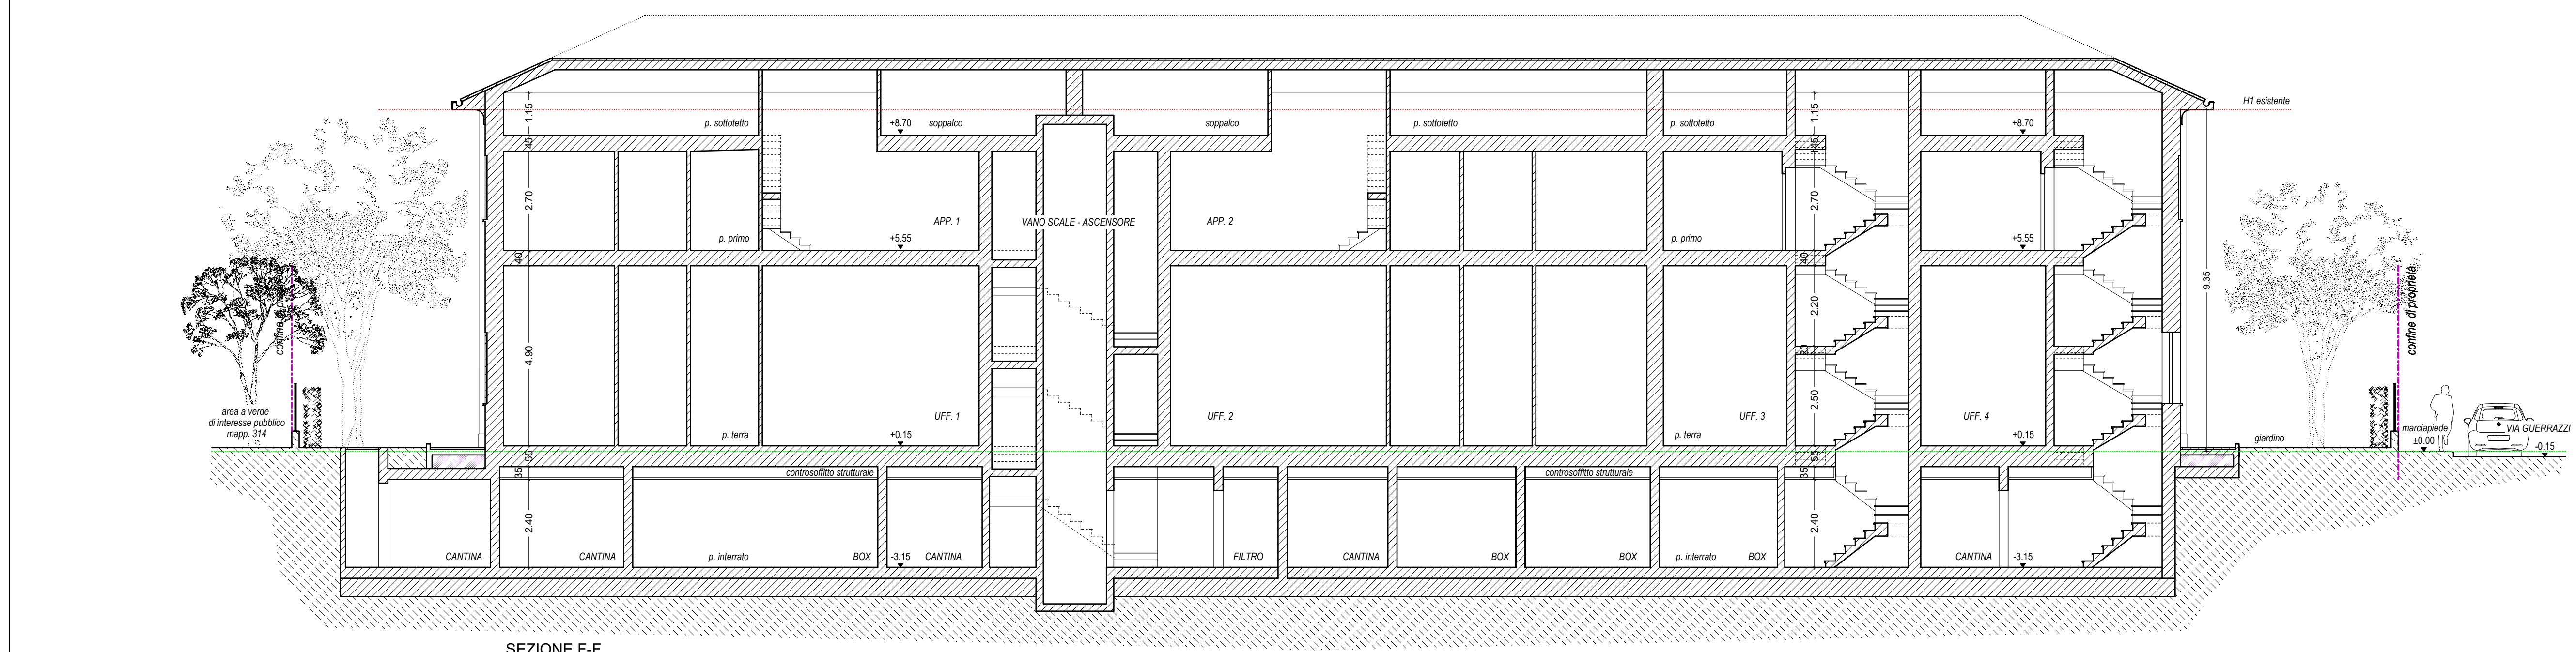 H1 esistente
1.15
p. sottotetto
+8.70
soppalco
soppalco
p. sottotetto
p. sottotetto
1.15
+8.70
45
45
2.70
APP. 1
VANO SCALE - ASCENSORE
APP. 2
2.70
p. primo
+5.55
p. primo
+5.55
40
40
9.35
confine di proprietà
2.20
4.90
20
2.50
area a verde
di interesse pubblico
mapp. 314
UFF. 1
UFF. 2
UFF. 3
UFF. 4
p. terra
+0.15
p. terra
+0.15
giardino
marciapiede
±0.00
VIA GUERRAZZI
-0.15
55
55
35
controsoffitto strutturale
controsoffitto strutturale
35
2.40
2.40
CANTINA
CANTINA
p. interrato
BOX
-3.15
CANTINA
FILTRO
CANTINA
BOX
BOX
p. interrato
BOX
CANTINA
-3.15